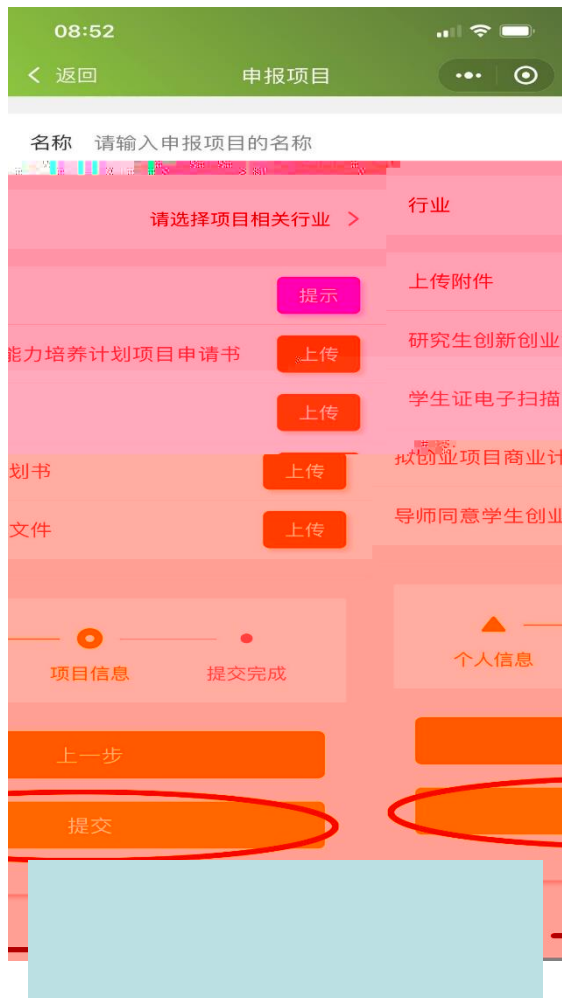 08:52
返回 申报项目
名称 请输入申报项目的名称
请选择项目相关行业 > 行业
提示 上传附件
能力培养计划项目申请书 上传 研究生创新创业
上传 学生证电子扫描
划书 上传 拟创业项目商业计
文件 上传 导师同意学生创业
项目信息 提交完成 个人信息
上一步
提交